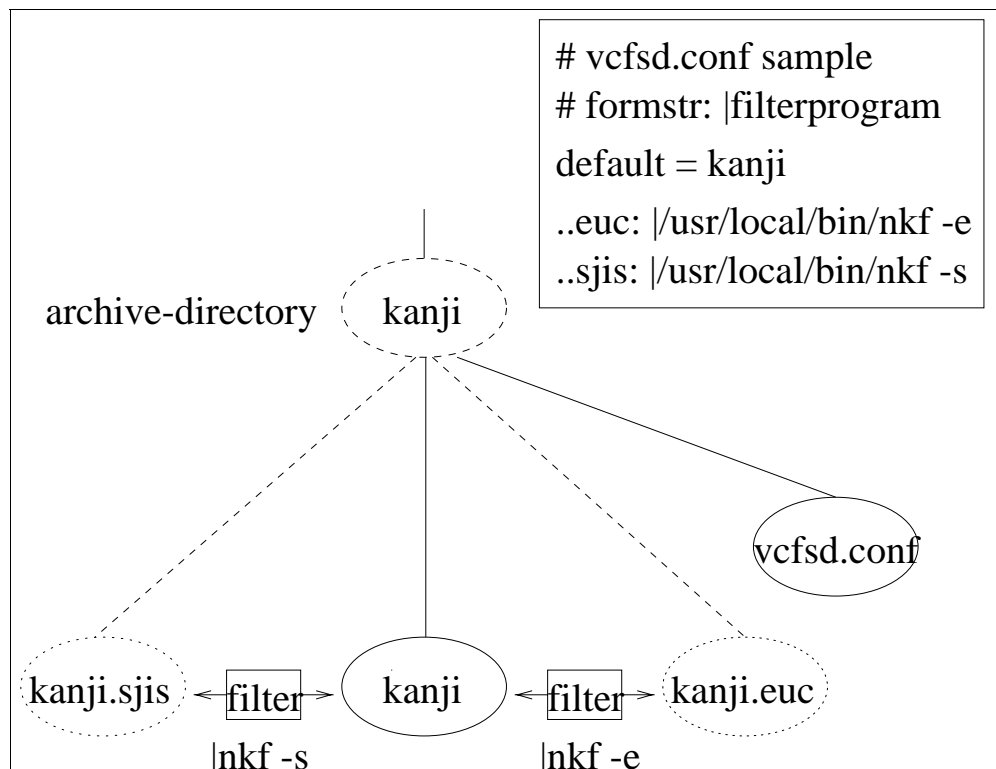 # vcfsd.conf sample
# formstr: |filterprogram
default = kanji
..euc: |/usr/local/bin/nkf -e
..sjis: |/usr/local/bin/nkf -s
archive-directory
kanji
vcfsd.conf
kanji.sjis
filter
kanji
filter
kanji.euc
|nkf -s
|nkf -e